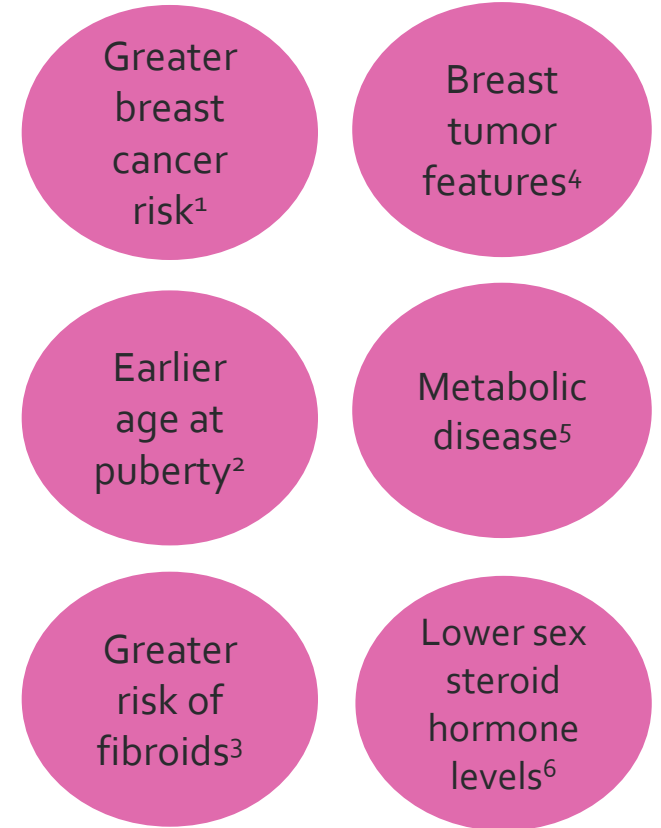 Greater
breast
cancer
risk¹
Breast
tumor
features⁴
Earlier
age at
puberty²
Metabolic
disease⁵
Greater
risk of
fibroids³
Lower sex
steroid
hormone
levels⁶